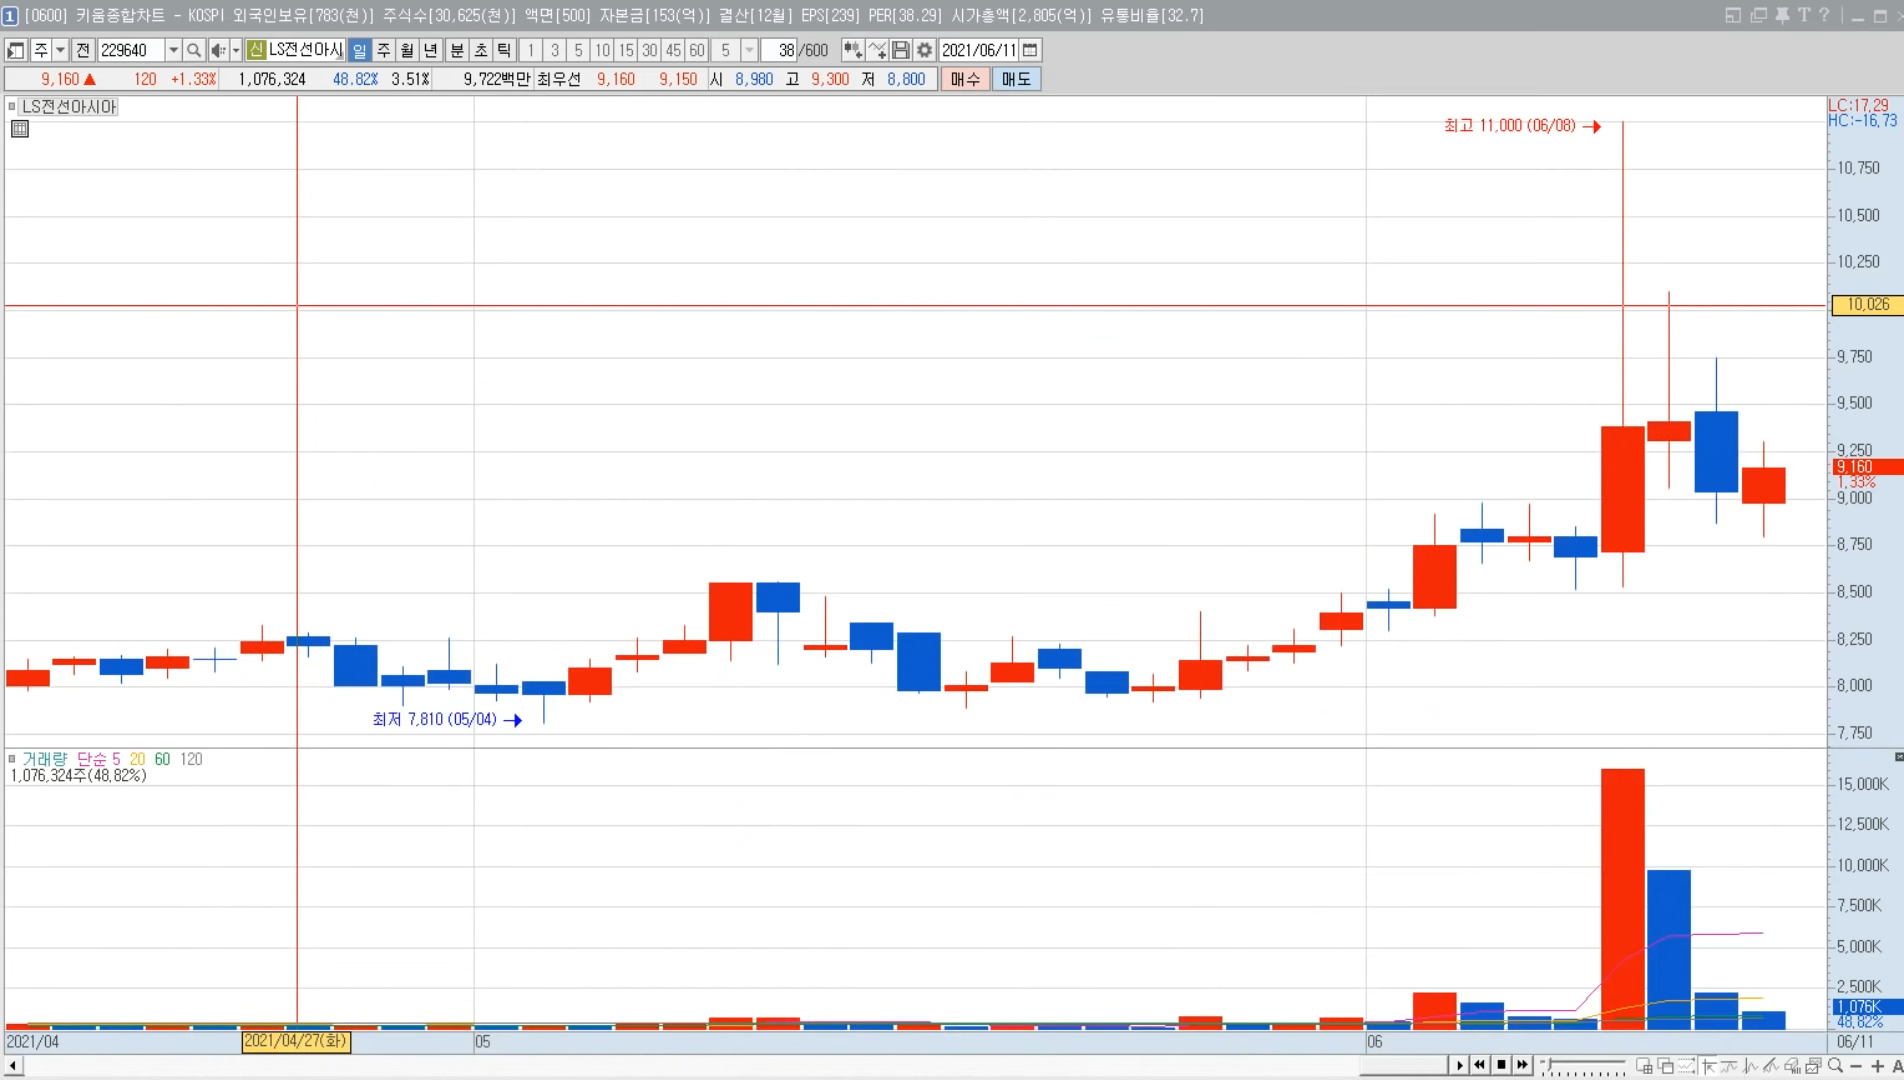 1 [0600] 키움종합차트 - KOSPI 외국인보유[783(천)] 주식수[30,625(천)] 액면[500] 자본금[153(억)] 결산[12월] EPS[239] PER[38.29] 시가총액[2,805(억)] 유통비율[32.7] T ?
주 전 229640 신 LS전선아시 일 주 월 년 분 초 틱 1 3 5 10 15 30 45 60 5 38 /600 2021/06/11
9,160 ▲ 120 +1.33% 1,076,324 48.82% 3.51% 9,722백만 최우선 9,160 9,150 시 8,980 고 9,300 저 8,800 매수 매도
LS전선아시아
LC:17,29
HC:-16,73
최고 11,000 (06/08) →
10,750
10,500
10,250
10,026
9,750
9,500
9,250
9,160
1,33%
9,000
8,750
8,500
8,250
8,000
최저 7,810 (05/04) →
7,750
거래량 단순 5 20 60 120
1,076,324주(48,82%)
15,000K
12,500K
10,000K
7,500K
5,000K
2,500K
1,076K
48,82%
2021/04 2021/04/27(화) 05 06 06/11